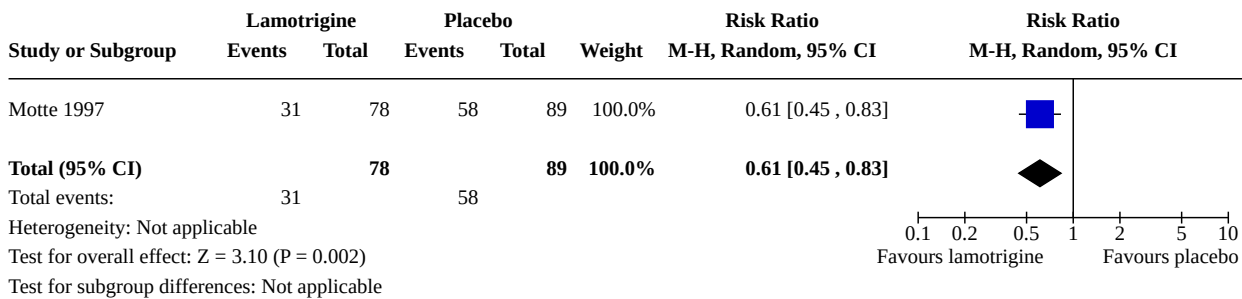 Lamotrigine Placebo Risk Ratio Risk Ratio
Study or Subgroup Events Total Events Total Weight M-H, Random, 95% CI M-H, Random, 95% CI
Motte 1997 31 78 58 89 100.0% 0.61 [0.45 , 0.83]
Total (95% CI) 78 89 100.0% 0.61 [0.45 , 0.83]
Total events: 31 58
Heterogeneity: Not applicable
0.1 0.2 0.5 1 2 5 10
Test for overall effect: Z = 3.10 (P = 0.002) Favours lamotrigine Favours placebo
Test for subgroup differences: Not applicable